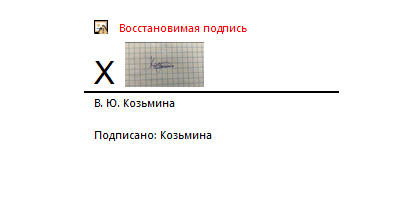 Восстановимая подпись
X
В. Ю. Козьмина
Подписано: Козьмина